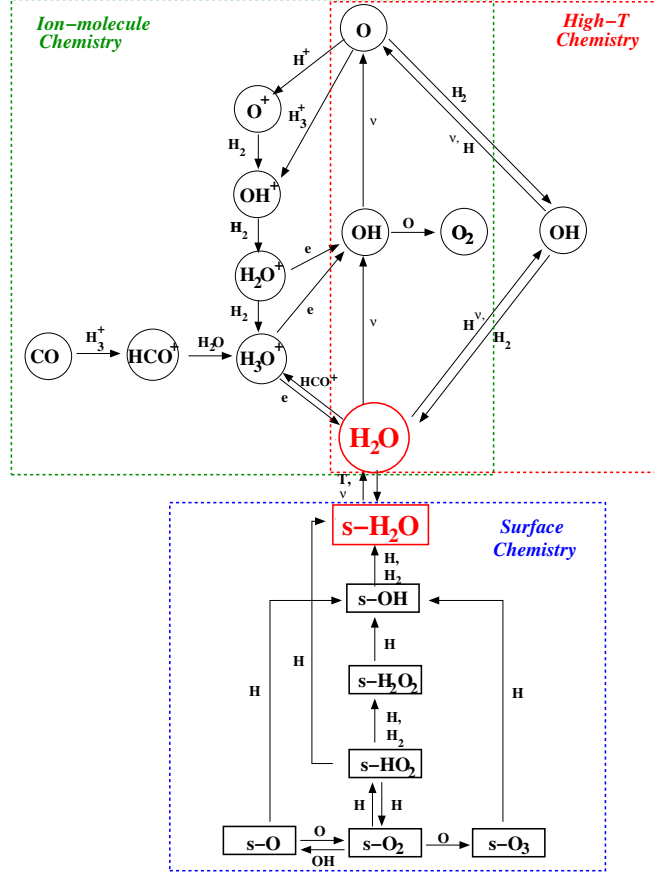 Ion−molecule
Chemistry
High−T
Chemistry
O
H⁺
H₃⁺
H₂
ν,
H
O⁺
H₂
ν
OH⁺
H₂
e
OH
O
O₂
OH
H₂O⁺
H₂
e
ν
H
ν,
H₂
CO
H₃⁺
HCO⁺
H₂O
H₃O⁺
HCO⁺
e
H₂O
T,
ν
s−H₂O
Surface
Chemistry
H,
H₂
s−OH
H
H
H
H
s−H₂O₂
H,
H₂
s−HO₂
H
H
s−O
O
OH
s−O₂
O
s−O₃